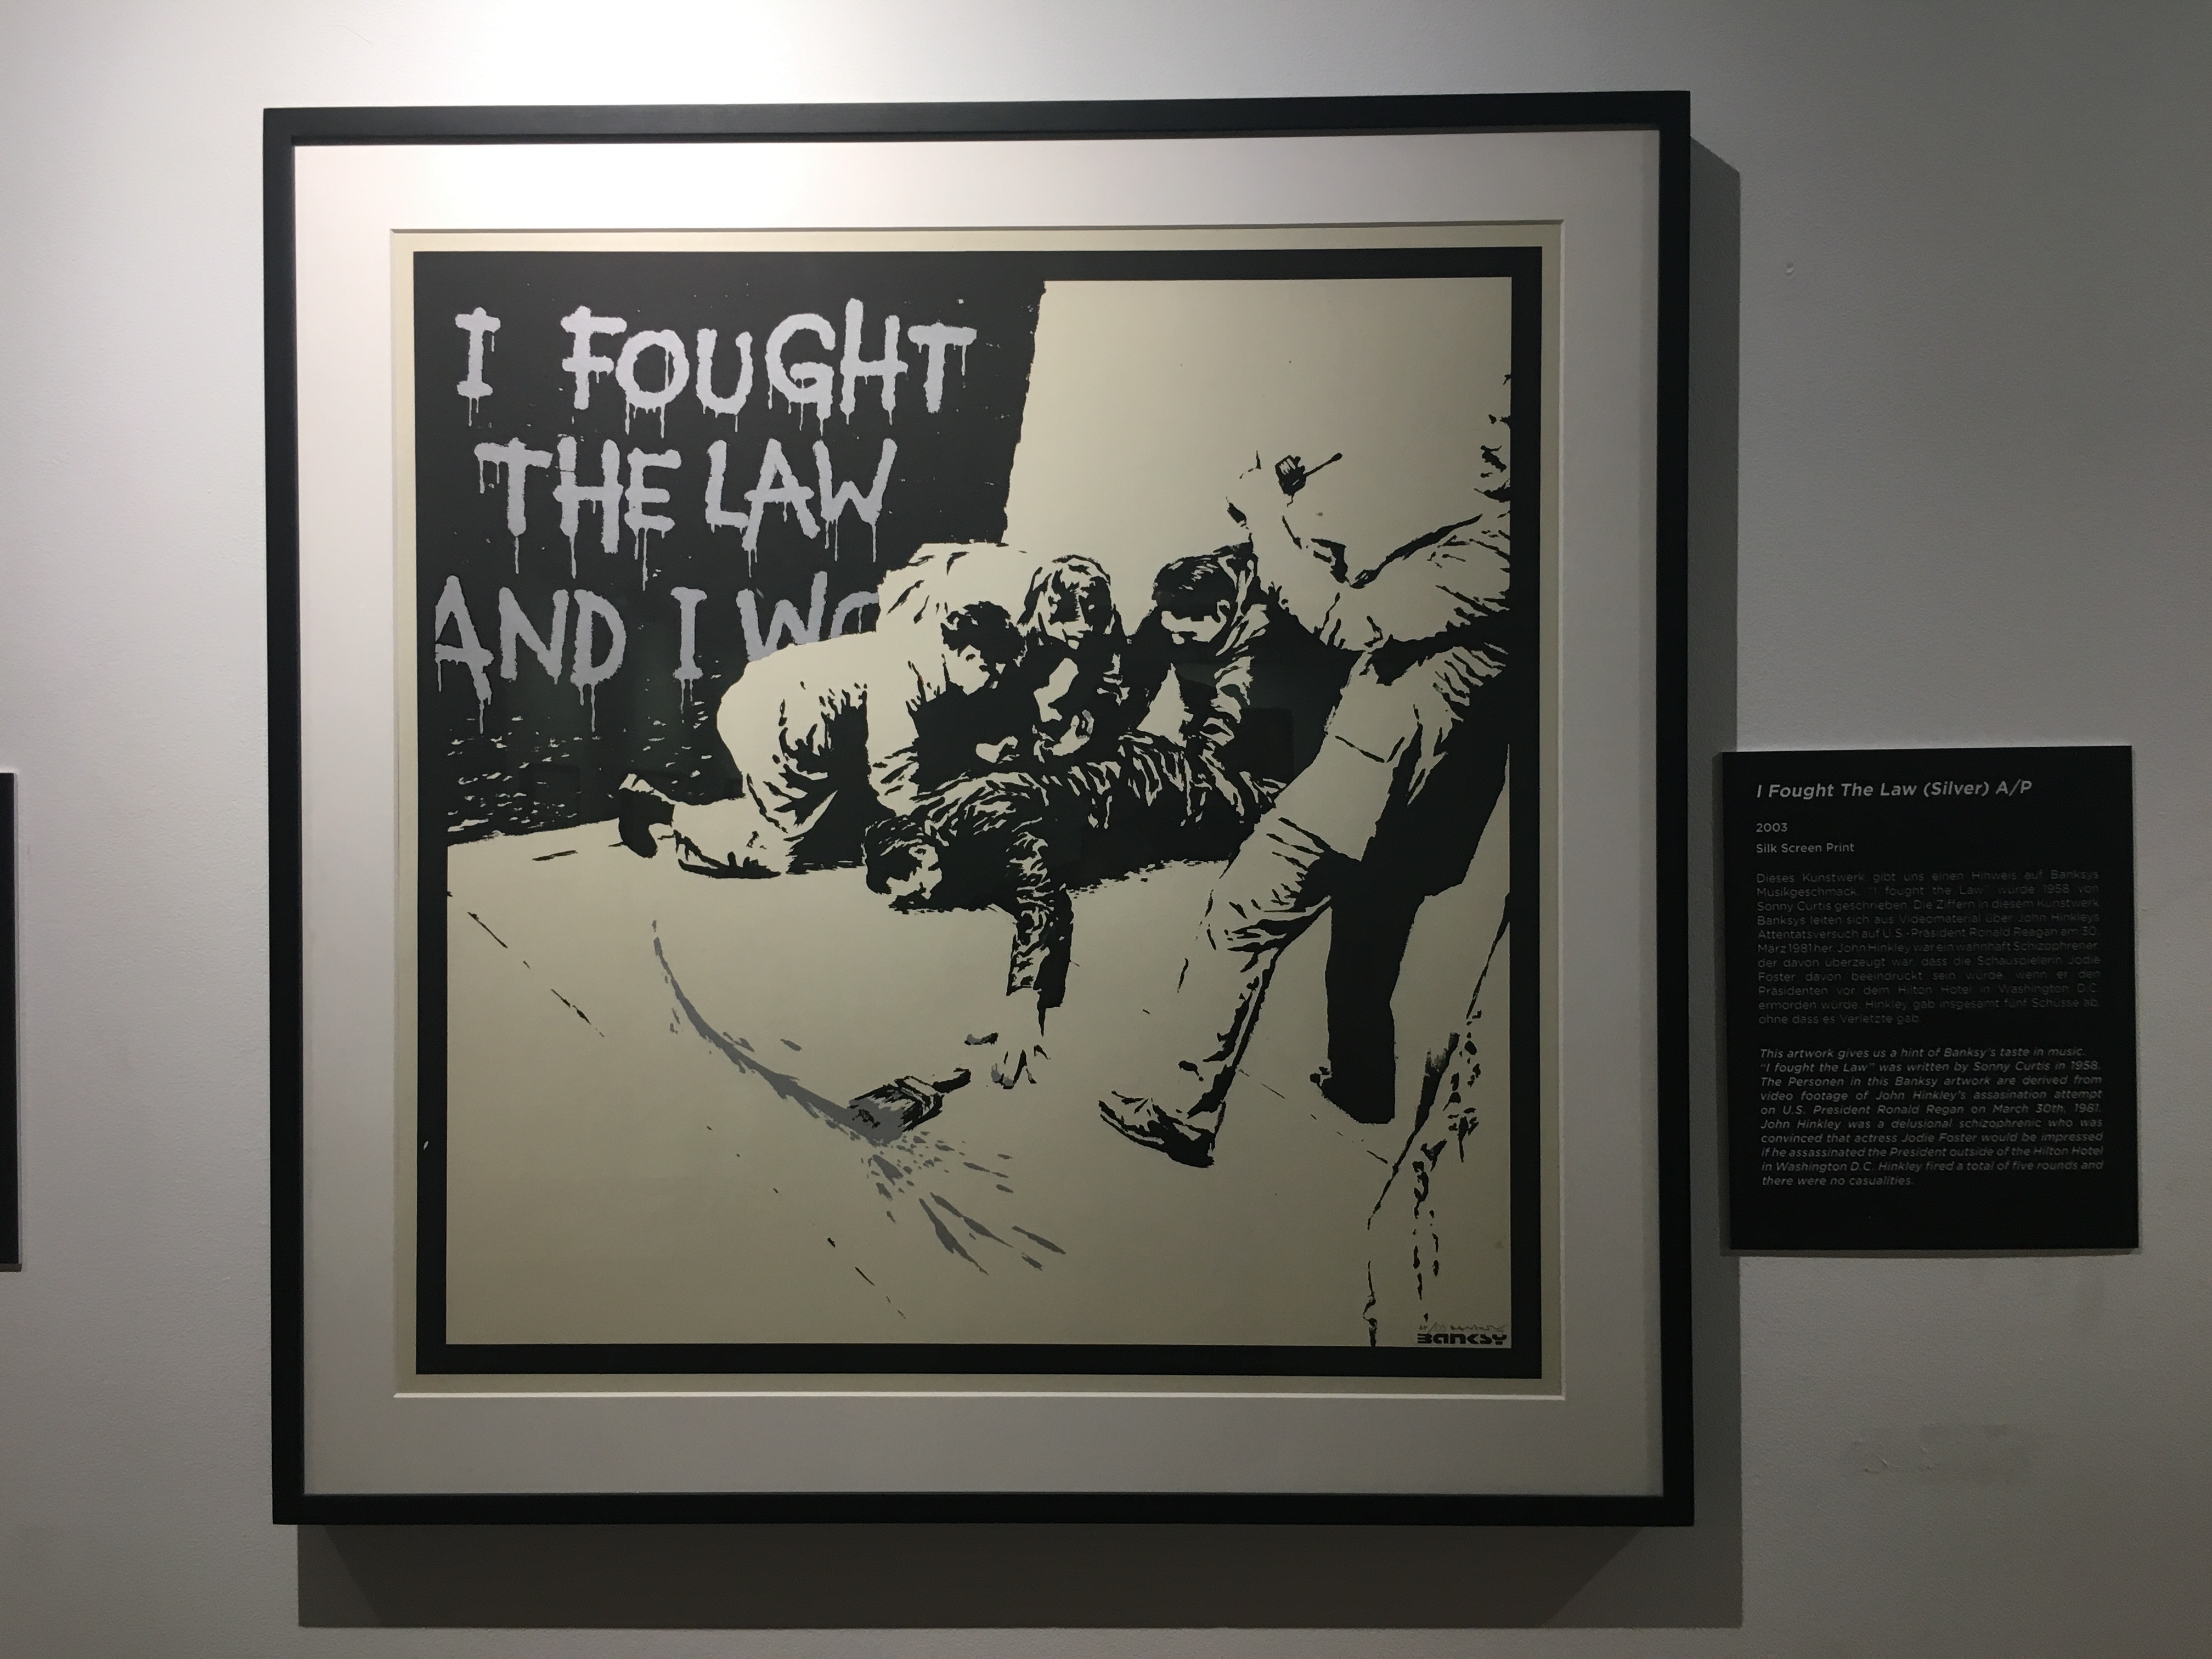 I FOUGHT
THE LAW
AND I WO
BANKSY
I Fought The Law (Silver) A/P
2003
Silk Screen Print
Dieses Kunstwerk gibt uns einen Hinweis auf Banksys
Musikgeschmack. "I fought the Law" wurde 1958 von
Sonny Curtis geschrieben. Die Ziffern in diesem Kunstwerk
Banksys leiten sich aus Videomaterial über John Hinkleys
Attentatsversuch auf U.S.-Präsident Ronald Reagan am 30.
März 1981 her. John Hinkley war ein wahnhaft Schizophrener,
der davon überzeugt war, dass die Schauspielerin Jodie
Foster davon beeindruckt sein würde, wenn er den
Präsidenten vor dem Hilton Hotel in Washington D.C.
ermorden würde. Hinkley gab insgesamt fünf Schüsse ab,
ohne dass es Verletzte gab.
This artwork gives us a hint of Banksy's taste in music.
"I fought the Law" was written by Sonny Curtis in 1958.
The Personen in this Banksy artwork are derived from
video footage of John Hinkley's assasination attempt
on U.S. President Ronald Regan on March 30th, 1981.
John Hinkley was a delusional schizophrenic who was
convinced that actress Jodie Foster would be impressed
if he assassinated the President outside of the Hilton Hotel
in Washington D.C. Hinkley fired a total of five rounds and
there were no casualities.